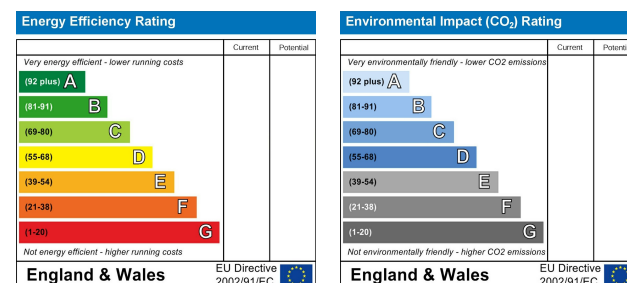 Energy Efficiency Rating
Current Potential
Very energy efficient - lower running costs
(92 plus) A
(81-91) B
(69-80) C
(55-68) D
(39-54) E
(21-38) F
(1-20) G
Not energy efficient - higher running costs
England & Wales
EU Directive
2002/91/EC
Environmental Impact (CO₂) Rating
Current Potenti
Very environmentally friendly - lower CO2 emissions
(92 plus) A
(81-91) B
(69-80) C
(55-68) D
(39-54) E
(21-38) F
(1-20) G
Not environmentally friendly - higher CO2 emissions
England & Wales
EU Directive
2002/91/EC